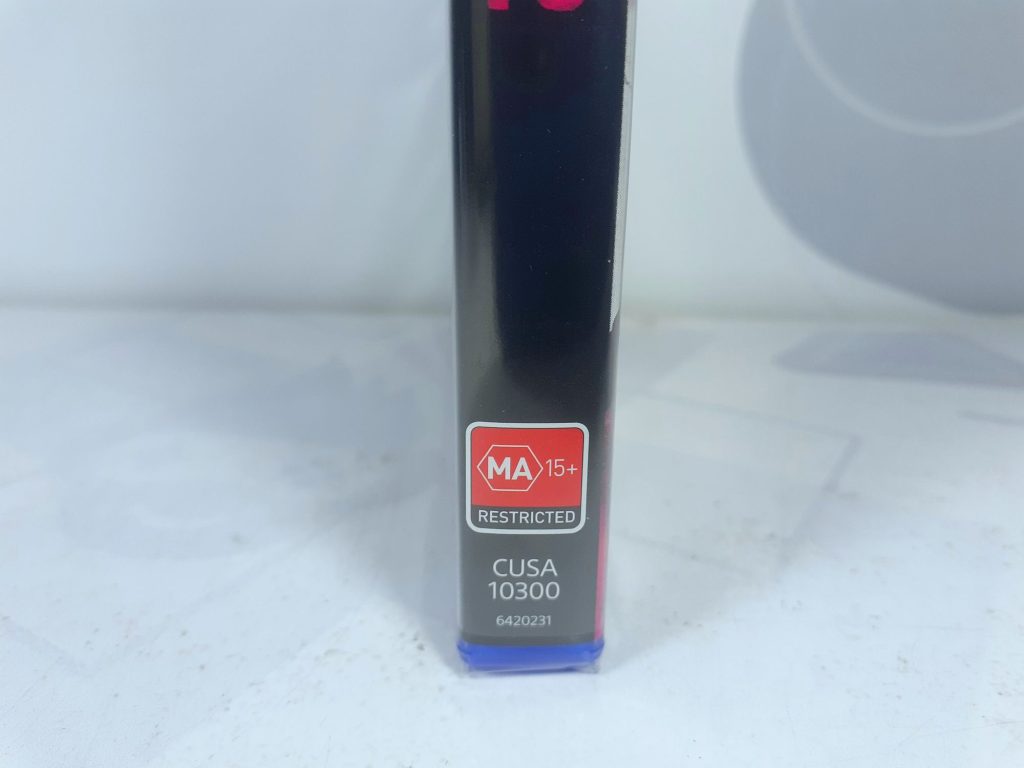 MA 15+
RESTRICTED
CUSA
10300
6420231